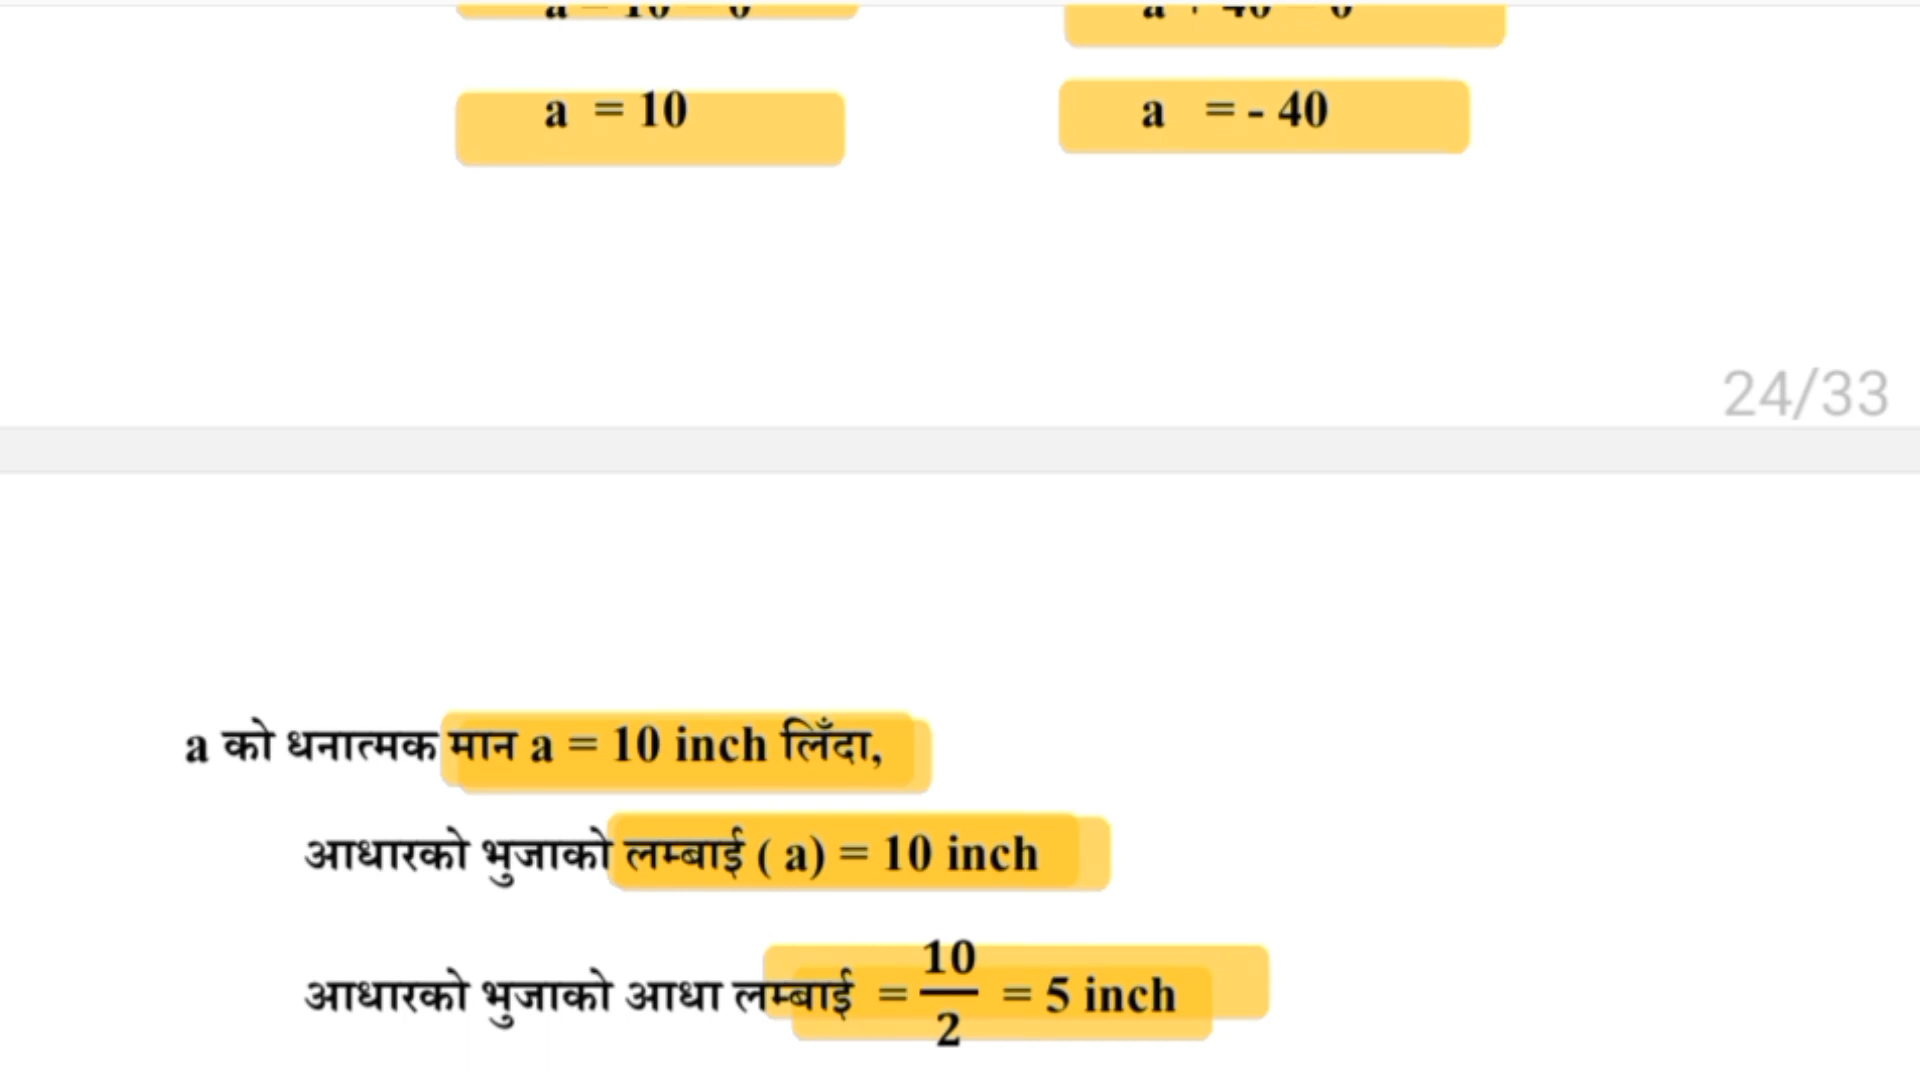 a = 10 a = - 40
24/33
a को धनात्मक मान a = 10 inch लिँदा,
आधारको भुजाको लम्बाई ( a) = 10 inch
आधारको भुजाको आधा लम्बाई = 10/2 = 5 inch